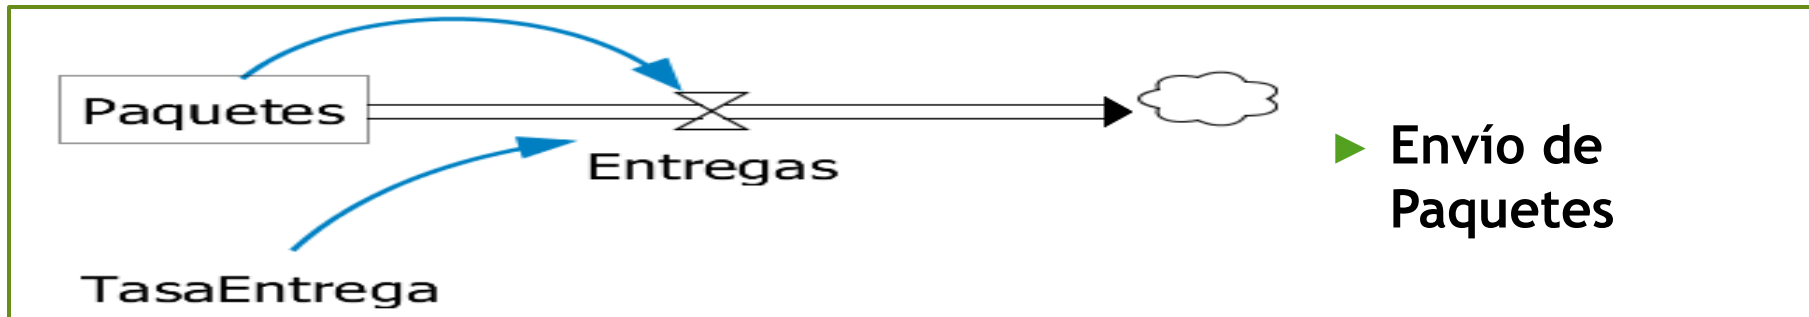 Paquetes
Entregas
TasaEntrega
Envío de
Paquetes